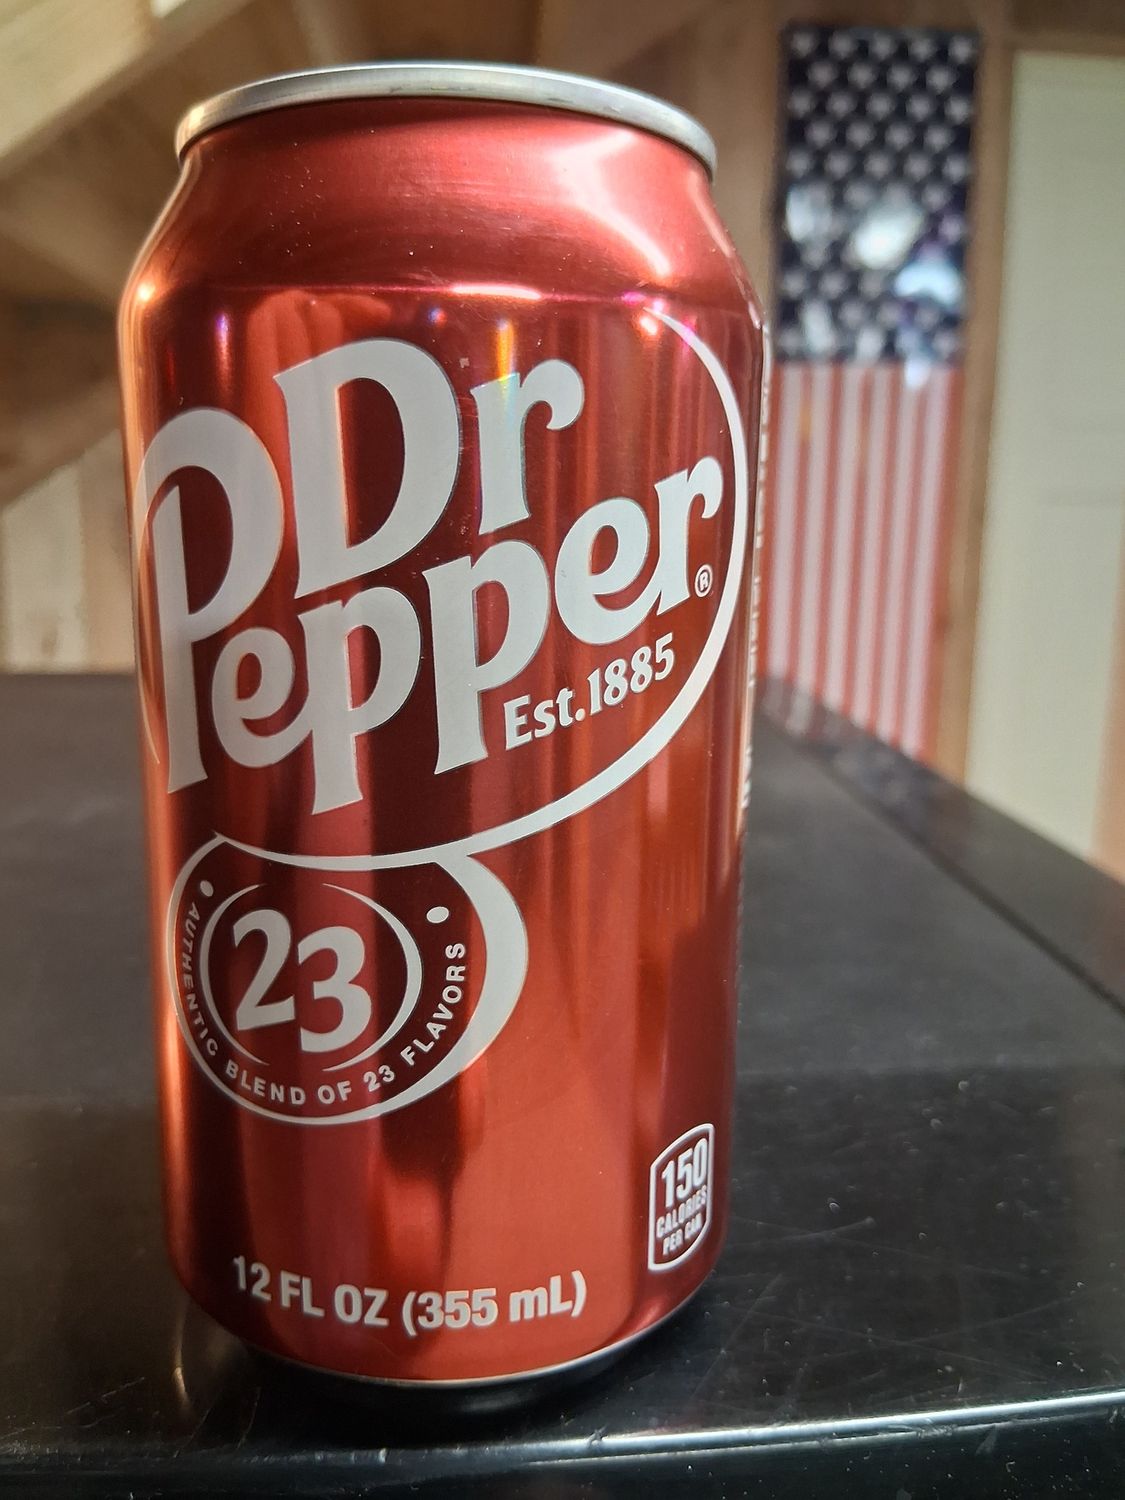 Dr
Pepper®
Est. 1885
23
AUTHENTIC BLEND OF 23 FLAVORS
150
CALORIES
PER CAN
12 FL OZ (355 mL)